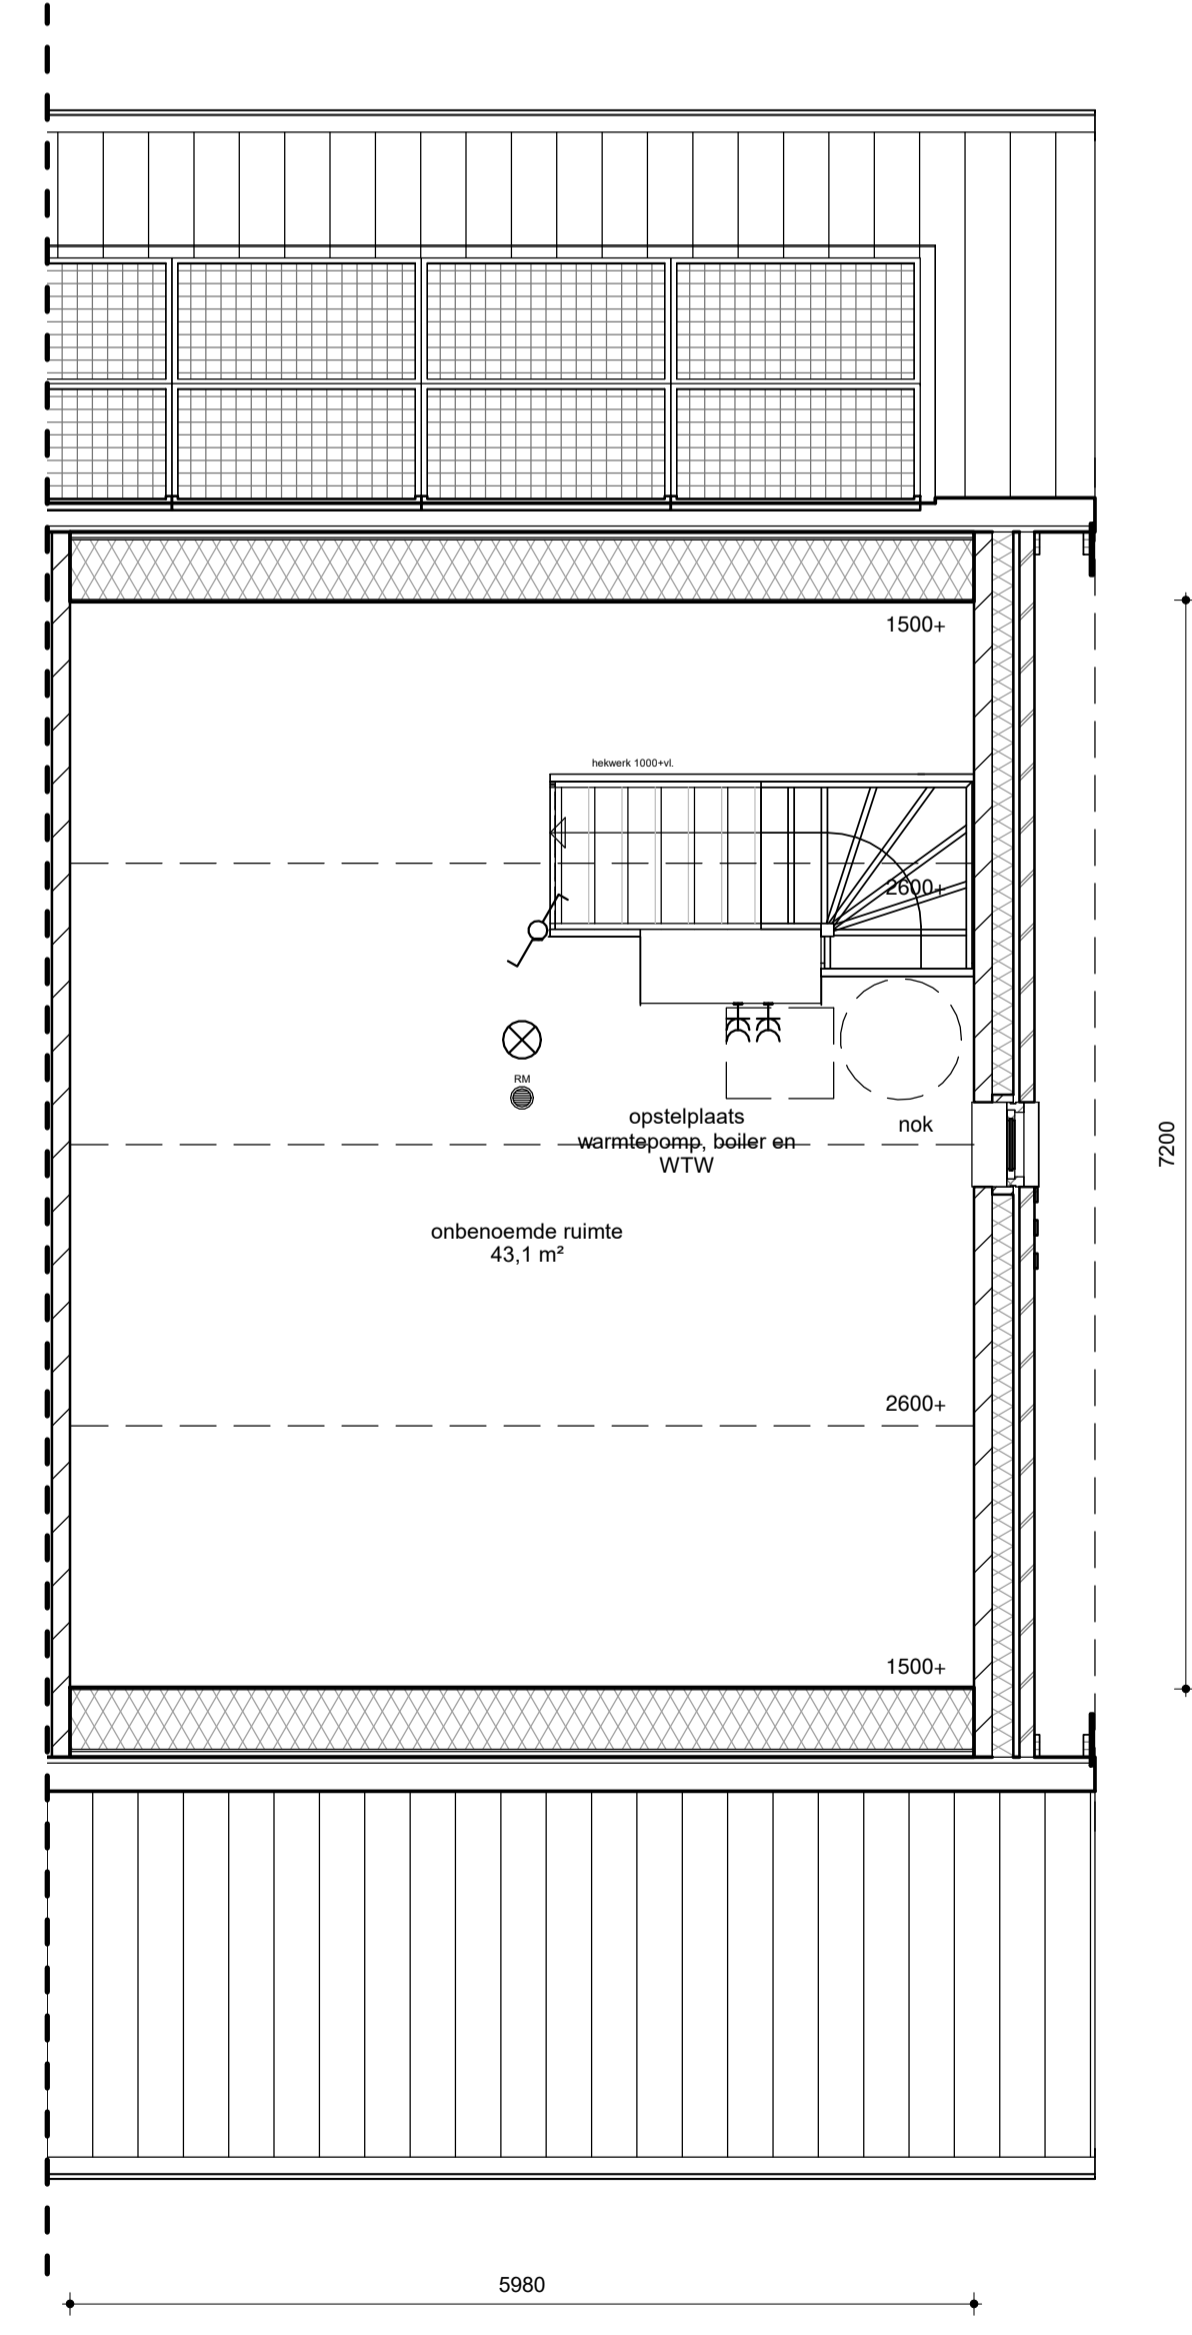 1500+
hekwerk 1000+vl.
2600+
RM
opstelplaats
warmtepomp, boiler en
WTW
nok
7200
onbenoemde ruimte
43,1 m²
2600+
1500+
5980